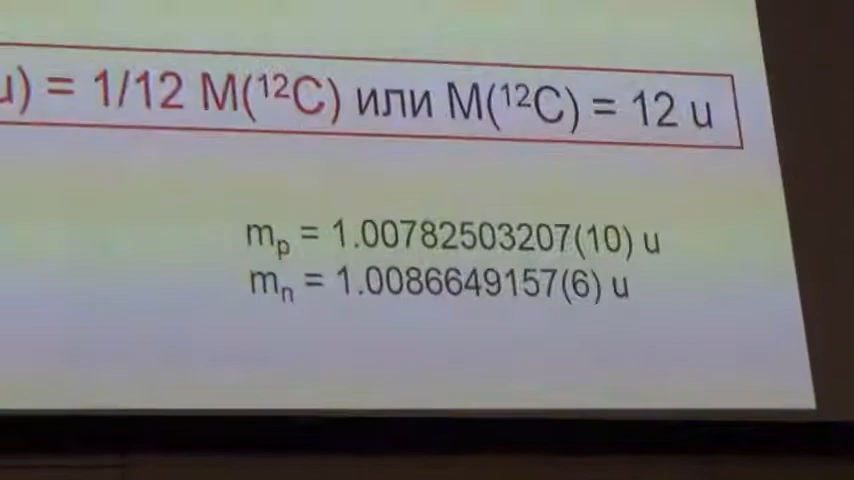 u) = 1/12 M(¹²C) или M(¹²C) = 12 u
mₚ = 1.00782503207(10) u
mₙ = 1.0086649157(6) u